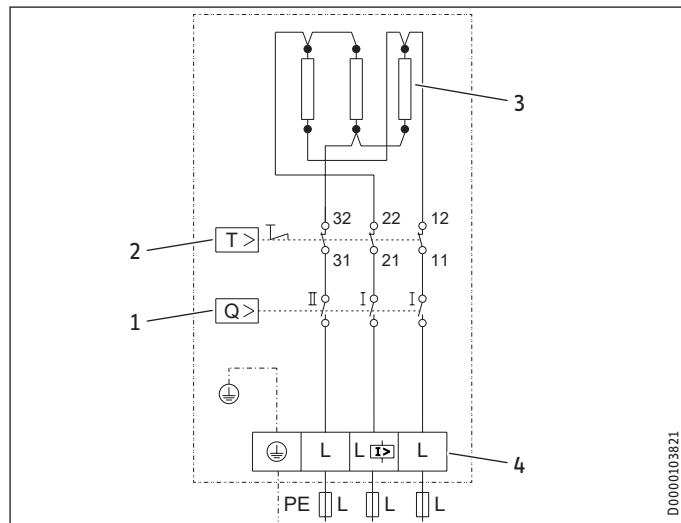 3
32 22 12
2 T>
31 21 11
II I I
1 Q>
L L I> L
4
PE L L L
D0000103821